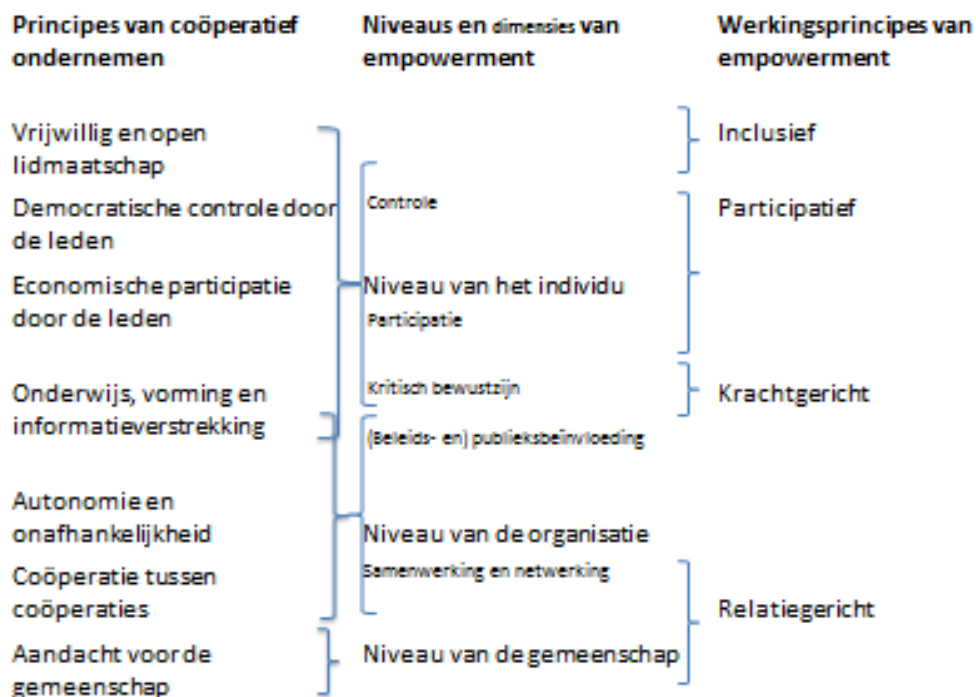 Principes van coöperatief
ondernemen
Niveaus en dimensies van
empowerment
Werkingsprincipes van
empowerment
Vrijwillig en open
lidmaatschap
Democratische controle door
de leden
Economische participatie
door de leden
Onderwijs, vorming en
informatieverstrekking
Autonomie en
onafhankelijkheid
Coöperatie tussen
coöperaties
Aandacht voor de
gemeenschap
Controle
Niveau van het individu
Participatie
Kritisch bewustzijn
(Beleids- en) publieksbeïnvloeding
Niveau van de organisatie
Samenwerking en netwerking
Niveau van de gemeenschap
Inclusief
Participatief
Krachtgericht
Relatiegericht